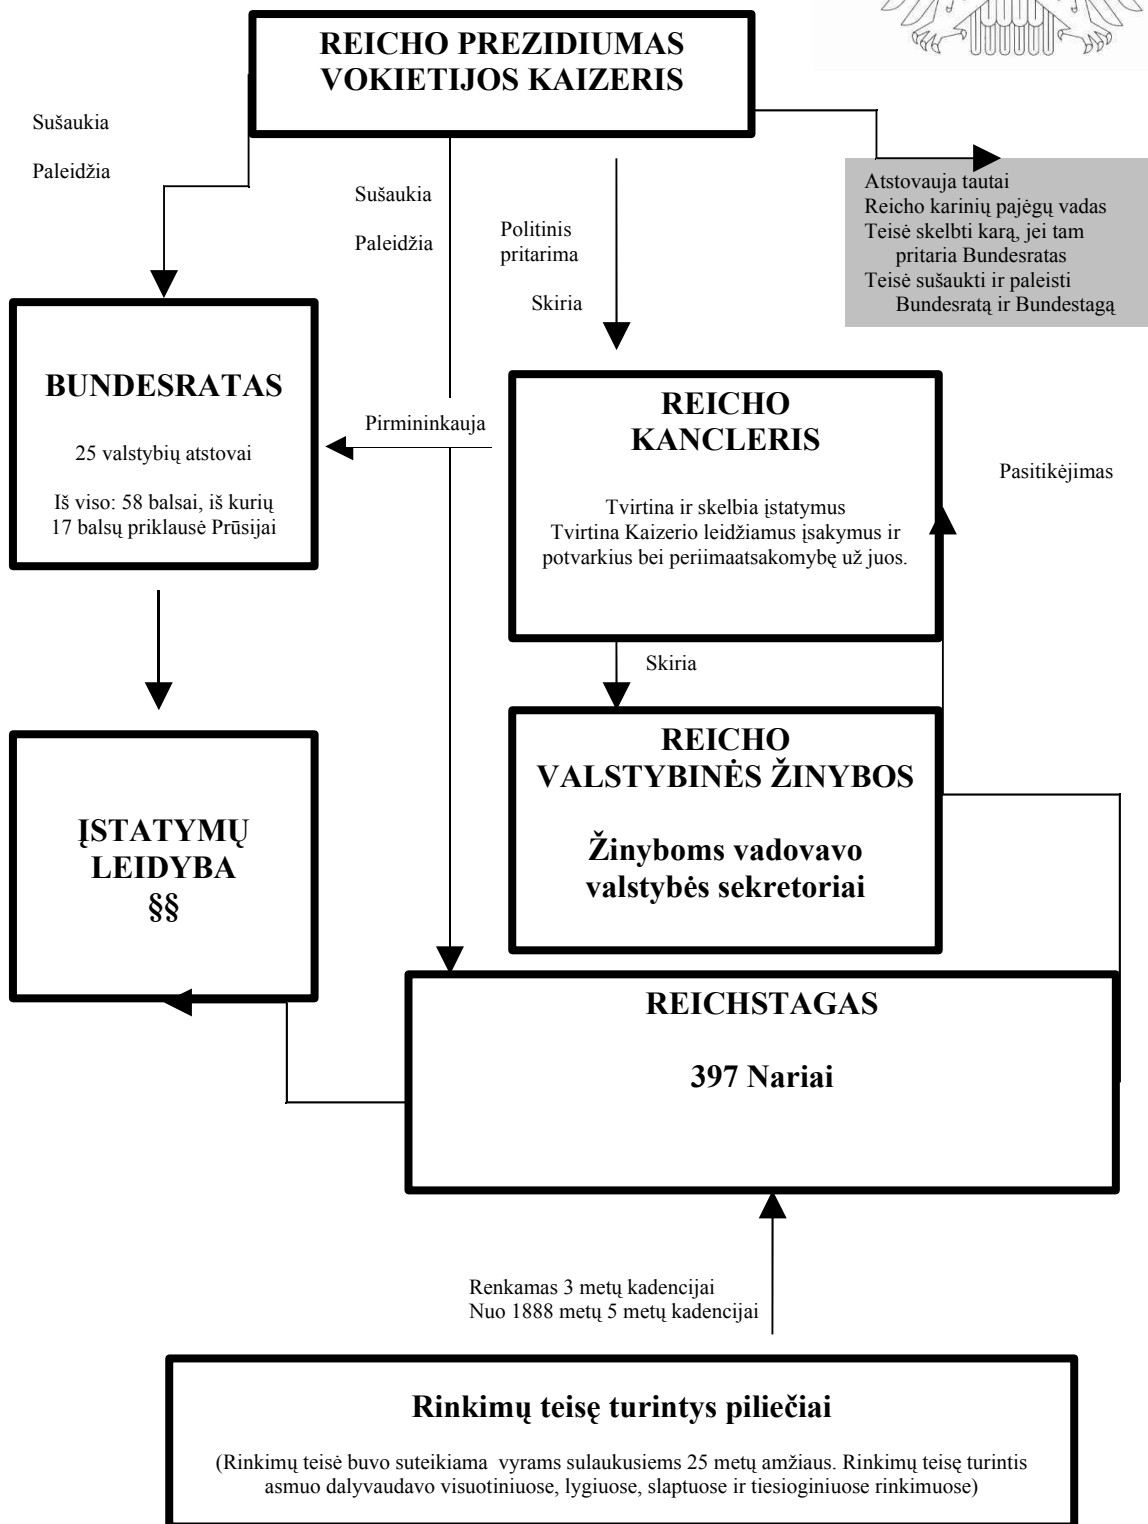 REICHO PREZIDIUMAS
VOKIETIJOS KAIZERIS
Sušaukia
Paleidžia
Sušaukia
Paleidžia
Politinis
pritarima
Skiria
Atstovauja tautai
Reicho karinių pajėgų vadas
Teisė skelbti karą, jei tam
pritaria Bundesratas
Teisė sušaukti ir paleisti
Bundesratą ir Bundestagą
BUNDESRATAS
25 valstybių atstovai
Iš viso: 58 balsai, iš kurių
17 balsų priklausė Prūsijai
Pirmininkauja
REICHO
KANCLERIS
Tvirtina ir skelbia įstatymus
Tvirtina Kaizerio leidžiamus įsakymus ir
potvarkius bei periimaatsakomybę už juos.
Pasitikėjimas
Skiria
REICHO
VALSTYBINĖS ŽINYBOS
Žinyboms vadovavo
valstybės sekretoriai
ĮSTATYMŲ
LEIDYBA
§§
REICHSTAGAS
397 Nariai
Renkamas 3 metų kadencijai
Nuo 1888 metų 5 metų kadencijai
Rinkimų teisę turintys piliečiai
(Rinkimų teisė buvo suteikiama vyrams sulaukusiems 25 metų amžiaus. Rinkimų teisę turintis
asmuo dalyvaudavo visuotiniuose, lygiuose, slaptuose ir tiesioginiuose rinkimuose)